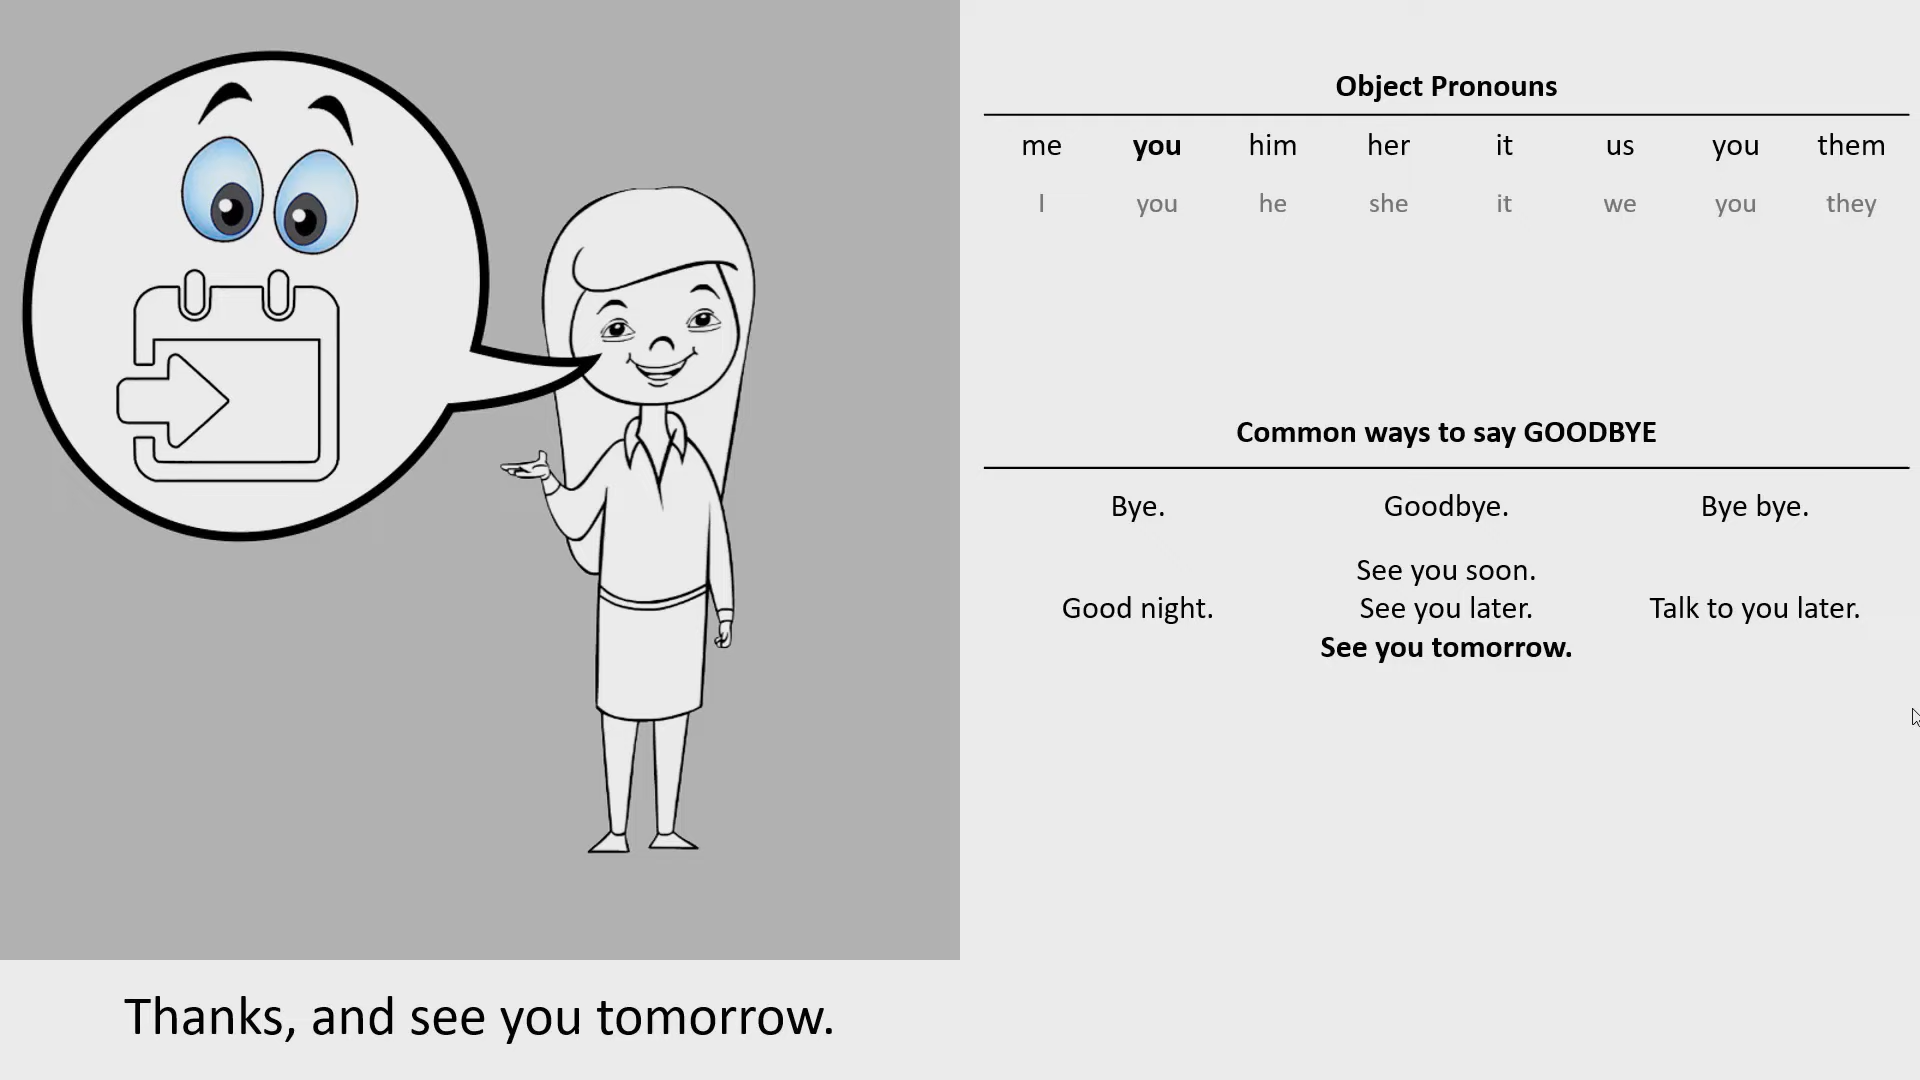 Object Pronouns
me you him her it us you them
I you he she it we you they
Common ways to say GOODBYE
Bye. Goodbye. Bye bye.
See you soon.
Good night. See you later. Talk to you later.
See you tomorrow.
Thanks, and see you tomorrow.